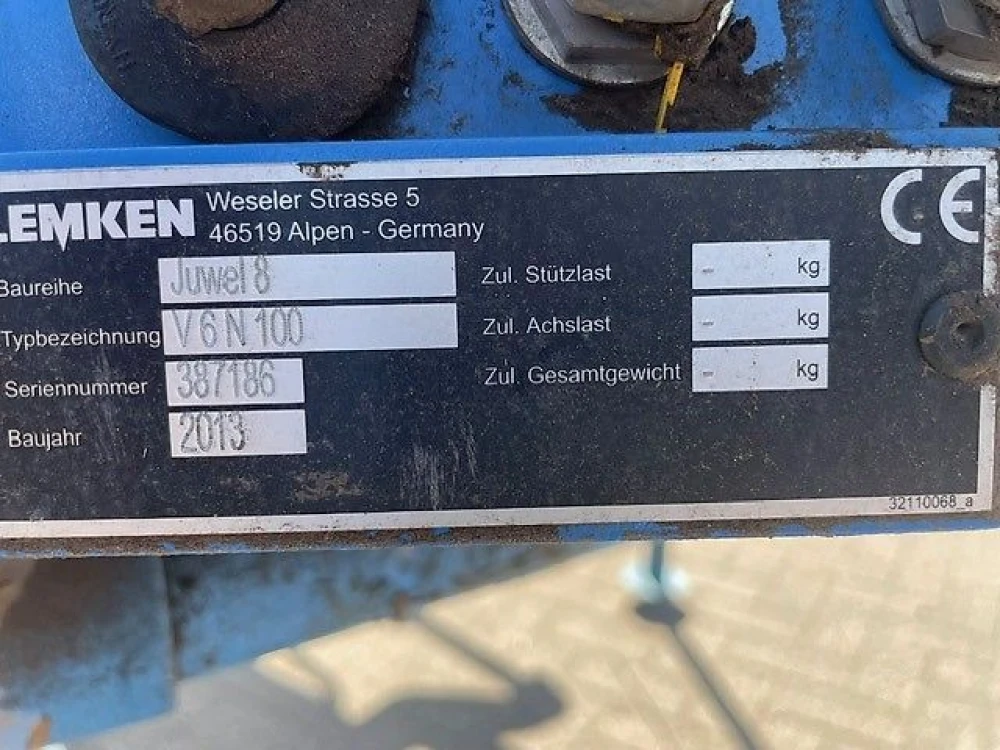 LEMKEN Weseler Strasse 5
46519 Alpen - Germany
CE
Baureihe Juwel 8
Typbezeichnung V 6 N 100
Seriennummer 387186
Baujahr 2013
Zul. Stützlast - kg
Zul. Achslast - kg
Zul. Gesamtgewicht - kg
32110068_a